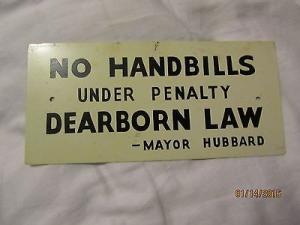 NO HANDBILLS
UNDER PENALTY
DEARBORN LAW
-MAYOR HUBBARD
01/14/2015